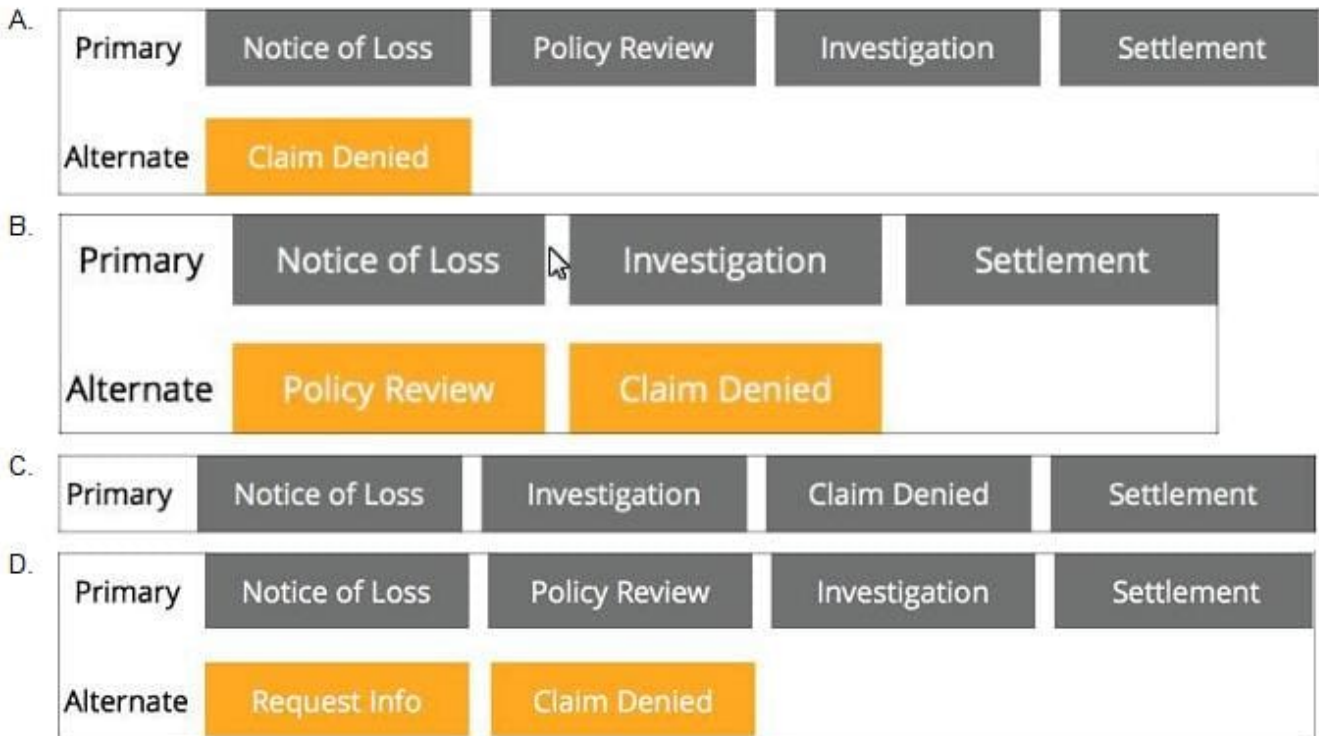 A.
Primary Notice of Loss Policy Review Investigation Settlement
Alternate Claim Denied
B.
Primary Notice of Loss Investigation Settlement
Alternate Policy Review Claim Denied
C.
Primary Notice of Loss Investigation Claim Denied Settlement
D.
Primary Notice of Loss Policy Review Investigation Settlement
Alternate Request Info Claim Denied